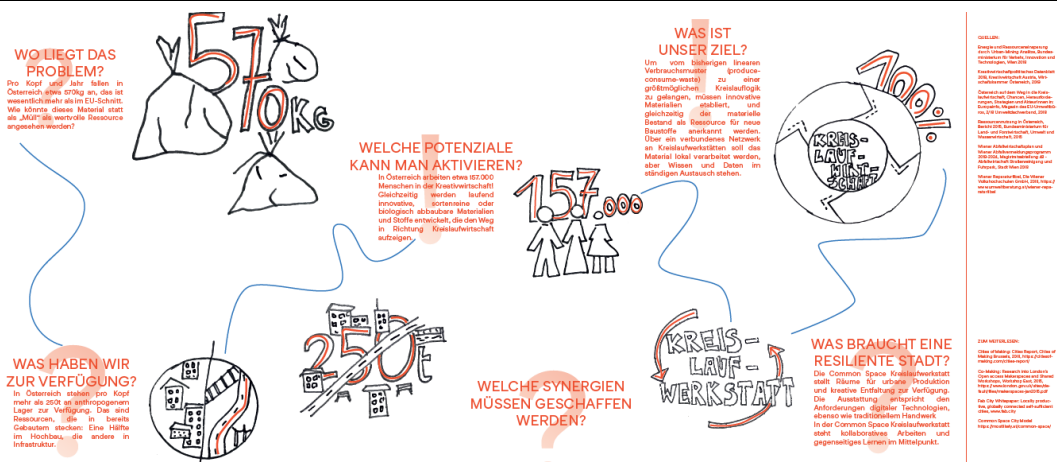 WO LIEGT DAS
PROBLEM?
Pro Kopf und Jahr fallen in
Österreich etwa 570kg an, das ist
wesentlich mehr als im EU-Schnitt.
Wie könnte dieses Material statt
als „Müll“ als wertvolle Ressource
angesehen werden?
570KG
WELCHE POTENZIALE
KANN MAN AKTIVIEREN?
In Österreich arbeiten etwa 157.000
Menschen in der Kreativwirtschaft!
Gleichzeitig werden laufend
innovative, sortenreine oder
biologisch abbaubare Materialien
und Stoffe entwickelt, die den Weg
in Richtung Kreislaufwirtschaft
aufzeigen.
157.000
WAS IST
UNSER ZIEL?
Um vom bisherigen linearen
Verbrauchsmuster (produce-
consume-waste) zu einer
größtmöglichen Kreislauflogik
zu gelangen, müssen innovative
Materialien etabliert, und
gleichzeitig der materielle
Bestand als Ressource für neue
Baustoffe anerkannt werden.
Über ein verbundenes Netzwerk
an Kreislaufwerkstätten soll das
Material lokal verarbeitet werden,
aber Wissen und Daten im
ständigen Austausch stehen.
100%
KREIS-
LAUF-
WIRT-
SCHAFT
WAS HABEN WIR
ZUR VERFÜGUNG?
In Österreich stehen pro Kopf
mehr als 250t an anthropogenem
Lager zur Verfügung. Das sind
Ressourcen, die in bereits
Gebautem stecken: Eine Hälfte
im Hochbau, die andere in
Infrastruktur.
250t
WELCHE SYNERGIEN
MÜSSEN GESCHAFFEN
WERDEN?
KREIS-
LAUF-
WERKSTATT
WAS BRAUCHT EINE
RESILIENTE STADT?
Die Common Space Kreislaufwerkstatt
stellt Räume für urbane Produktion
und kreative Entfaltung zur Verfügung.
Die Ausstattung entspricht den
Anforderungen digitaler Technologien,
ebenso wie traditionellem Handwerk
In der Common Space Kreislaufwerkstatt
steht kollaboratives Arbeiten und
gegenseitiges Lernen im Mittelpunkt.
QUELLEN:
ZUM WEITERLESEN: